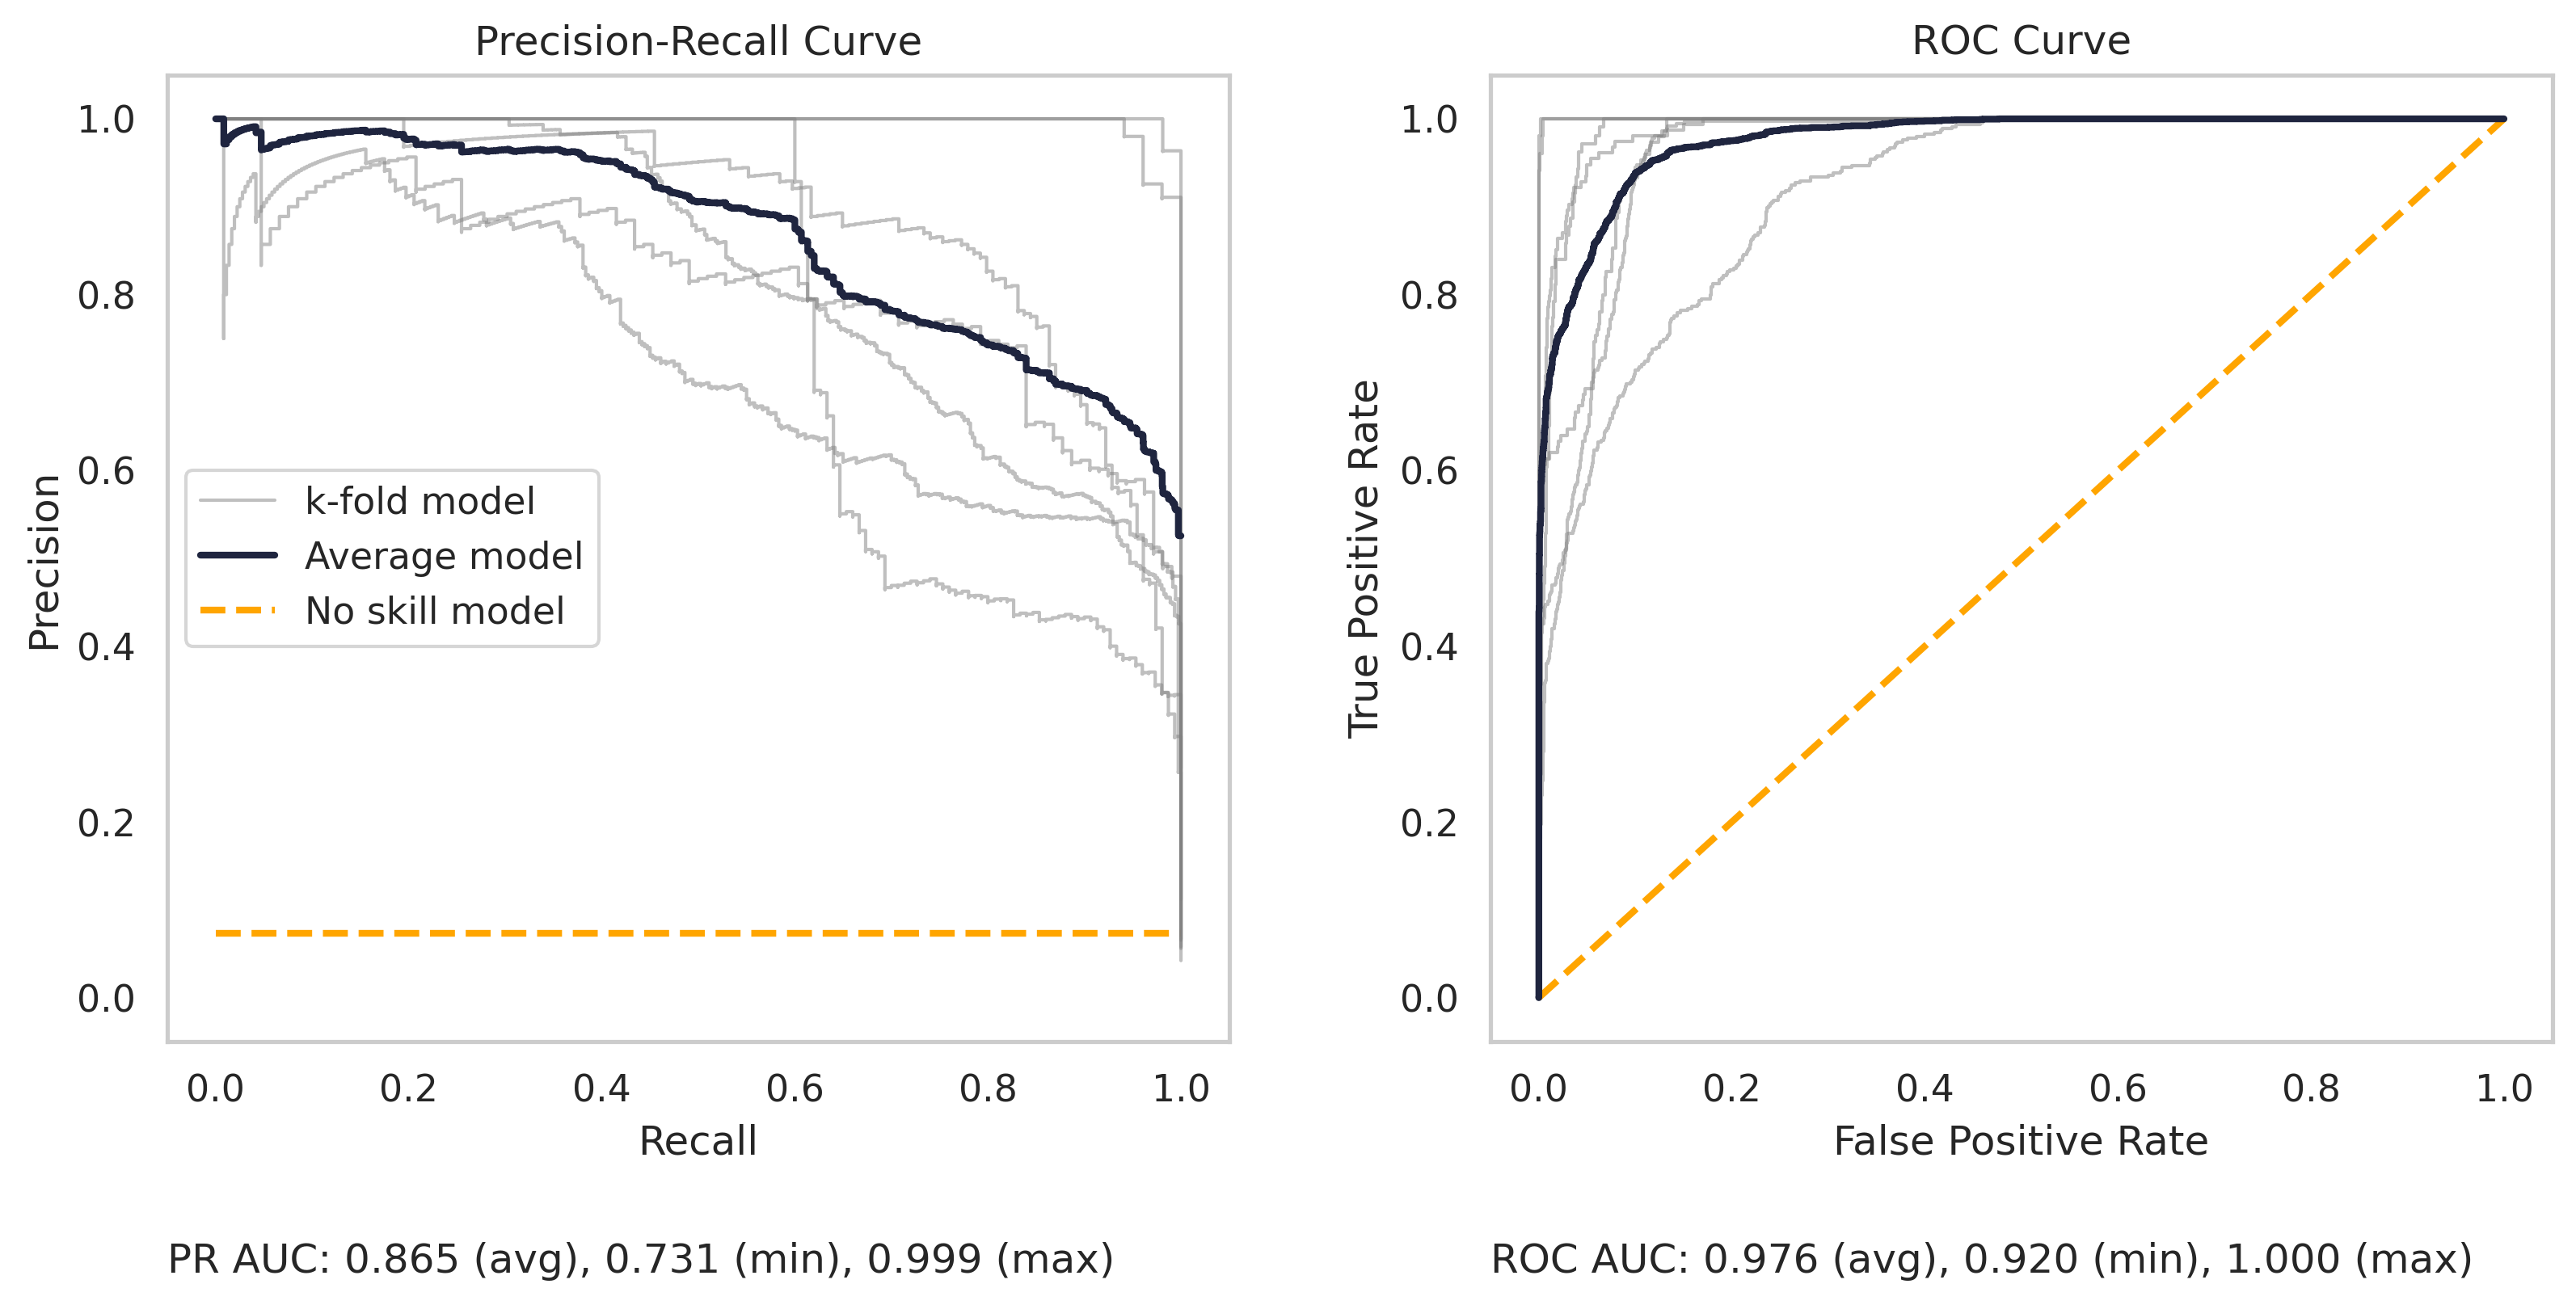 Precision-Recall Curve
1.0
0.8
0.6
0.4
0.2
0.0
Precision
k-fold model
Average model
No skill model
0.0 0.2 0.4 0.6 0.8 1.0
Recall
PR AUC: 0.865 (avg), 0.731 (min), 0.999 (max)
ROC Curve
1.0
0.8
0.6
0.4
0.2
0.0
True Positive Rate
0.0 0.2 0.4 0.6 0.8 1.0
False Positive Rate
ROC AUC: 0.976 (avg), 0.920 (min), 1.000 (max)